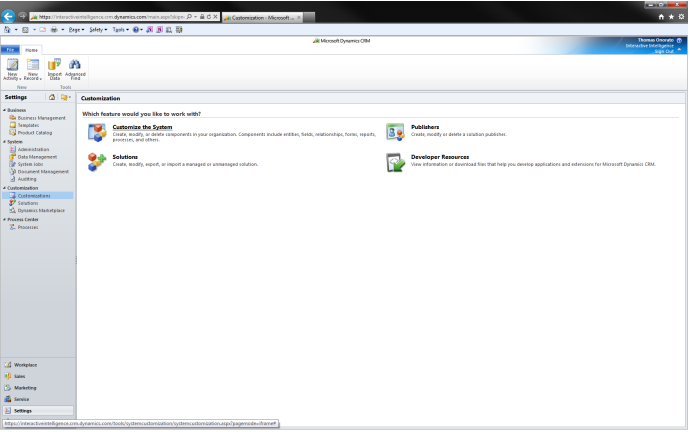 https://interactiveintelligence.crm.dynamics.com/main.aspx
Customization - Microsoft ...
Page Safety Tools
Microsoft Dynamics CRM
Thomas Onorato
Interactive Intelligence
Sign Out
File Home
New Activity New Record Import Data Advanced Find
New Tools
Settings
Customization
Which feature would you like to work with?
Business
Business Management
Templates
Product Catalog
System
Administration
Data Management
System Jobs
Document Management
Auditing
Customization
Customizations
Solutions
Dynamics Marketplace
Process Center
Processes
Customize the System
Create, modify, or delete components in your organization. Components include entities, fields, relationships, forms, reports,
processes, and others.
Publishers
Create, modify or delete a solution publisher.
Solutions
Create, modify, export, or import a managed or unmanaged solution.
Developer Resources
View information or download files that help you develop applications and extensions for Microsoft Dynamics CRM.
Workplace
Sales
Marketing
Service
Settings
https://interactiveintelligence.crm.dynamics.com/tools/systemcustomization/systemcustomization.aspx?pagemode=iframe#